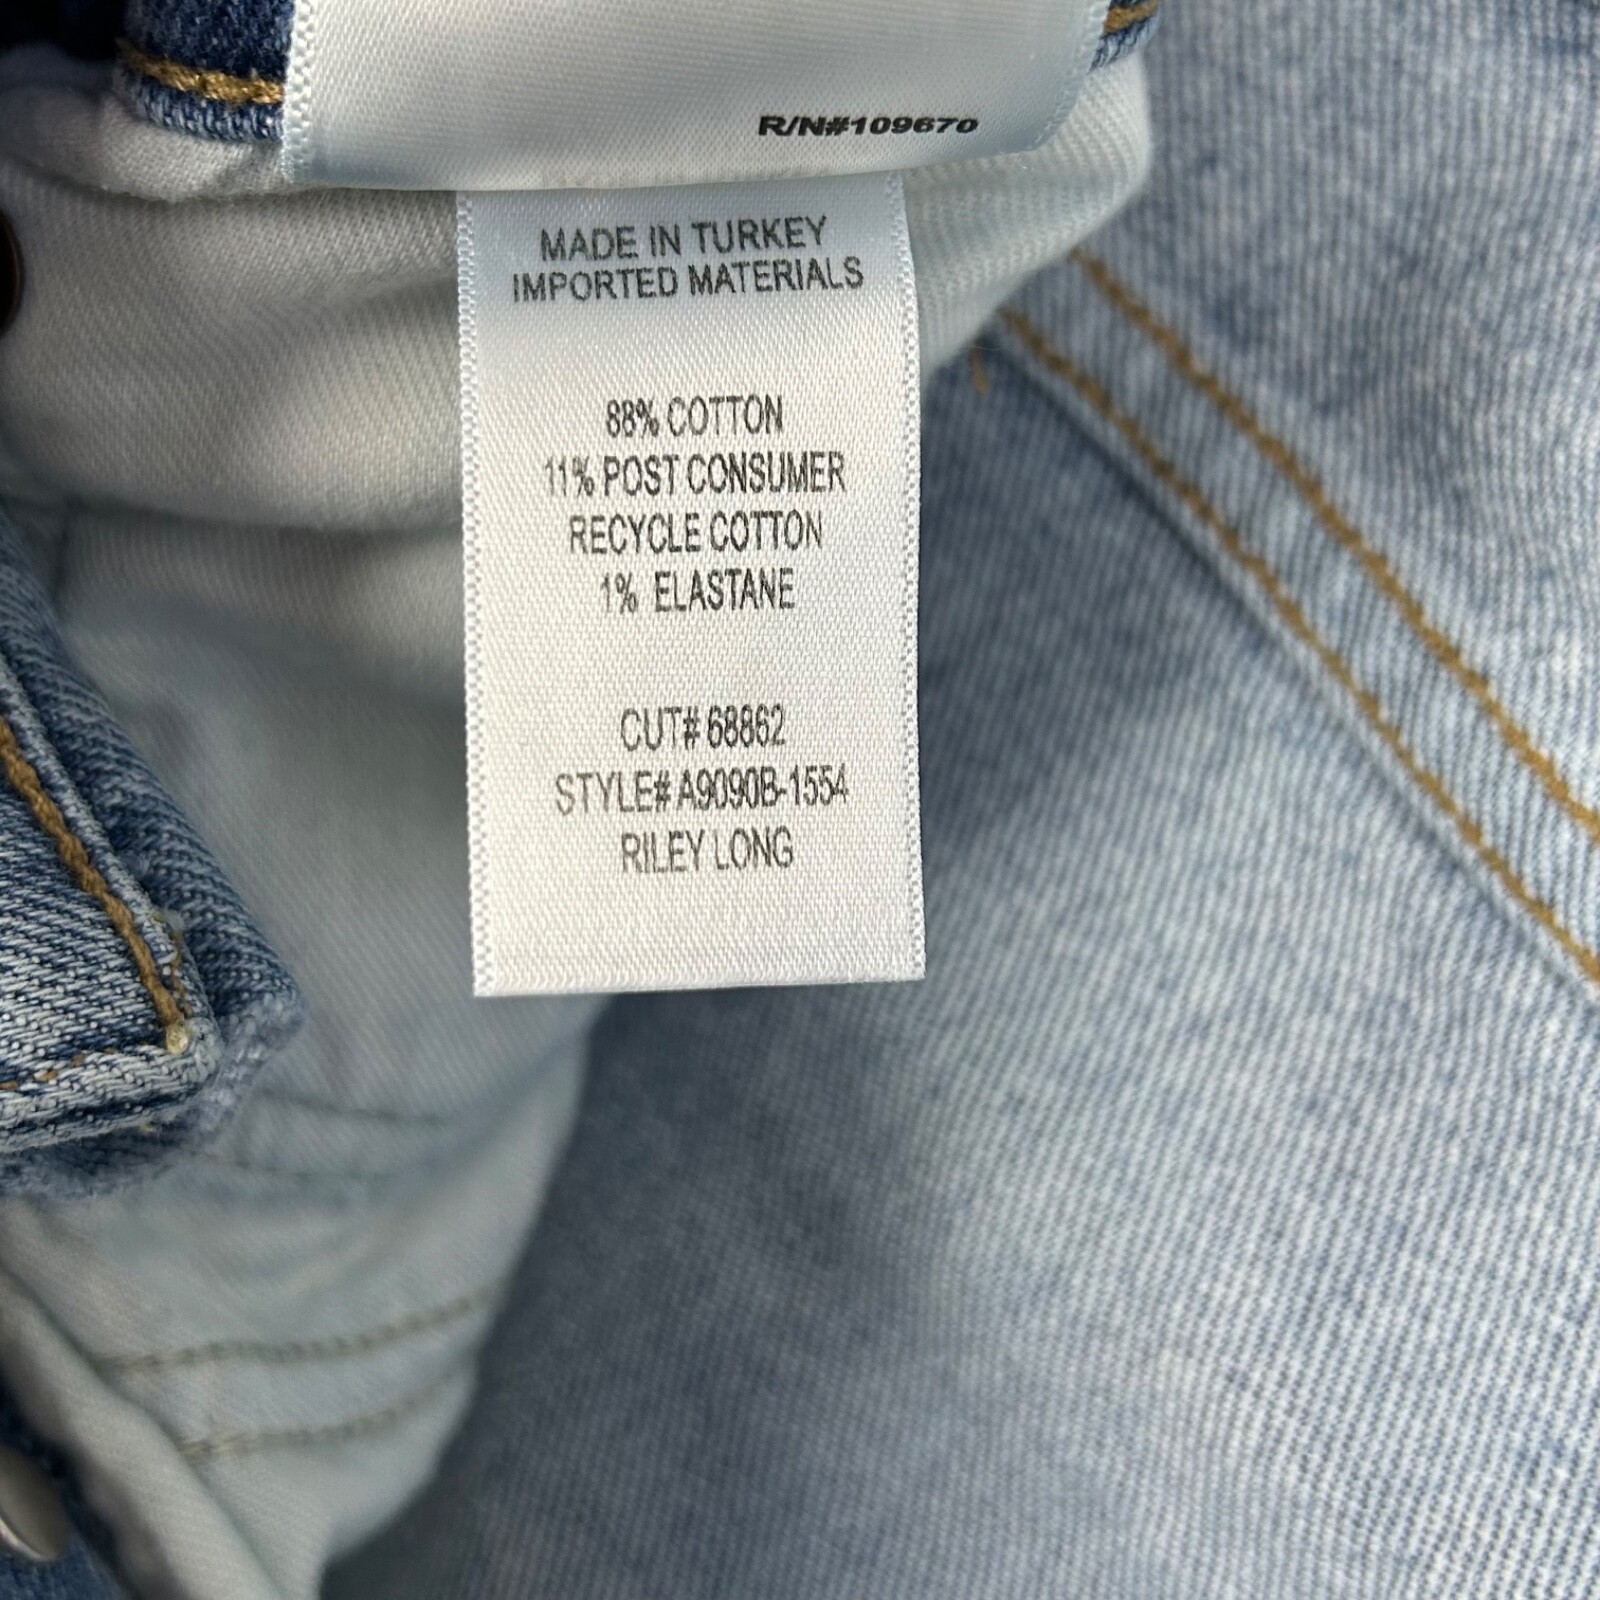 R/N#109670
MADE IN TURKEY
IMPORTED MATERIALS
88% COTTON
11% POST CONSUMER
RECYCLE COTTON
1% ELASTANE
CUT# 68862
STYLE# A9090B-1554
RILEY LONG